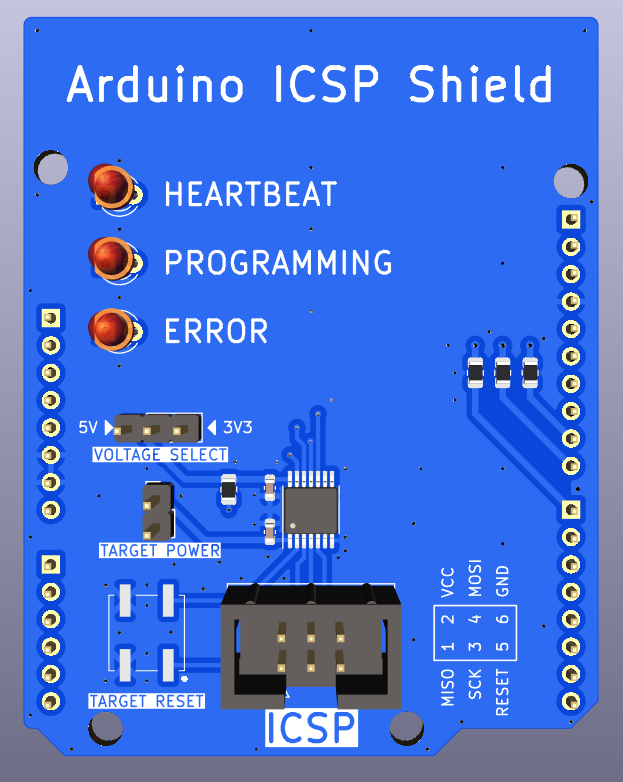 Arduino ICSP Shield
HEARTBEAT
PROGRAMMING
ERROR
5V 3V3
VOLTAGE SELECT
TARGET POWER
TARGET RESET
ICSP
VCC MOSI GND
2 4 6
1 3 5
MISO SCK RESET